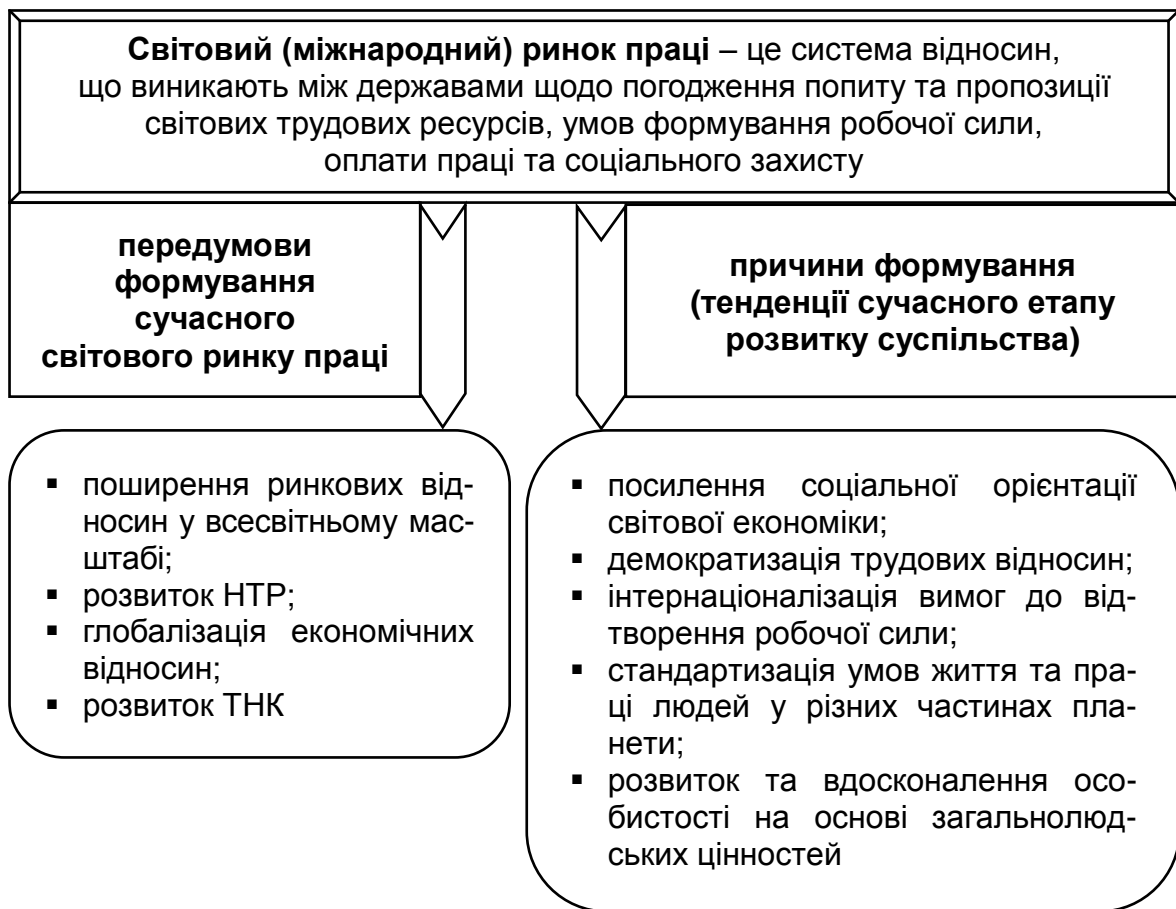 Світовий (міжнародний) ринок праці – це система відносин,
що виникають між державами щодо погодження попиту та пропозиції
світових трудових ресурсів, умов формування робочої сили,
оплати праці та соціального захисту
передумови
формування
сучасного
світового ринку праці
причини формування
(тенденції сучасного етапу
розвитку суспільства)
▪ поширення ринкових від-
носин у всесвітньому мас-
штабі;
▪ розвиток НТР;
▪ глобалізація економічних
відносин;
▪ розвиток ТНК
▪ посилення соціальної орієнтації
світової економіки;
▪ демократизація трудових відносин;
▪ інтернаціоналізація вимог до від-
творення робочої сили;
▪ стандартизація умов життя та пра-
ці людей у різних частинах пла-
нети;
▪ розвиток та вдосконалення осо-
бистості на основі загальнолюд-
ських цінностей